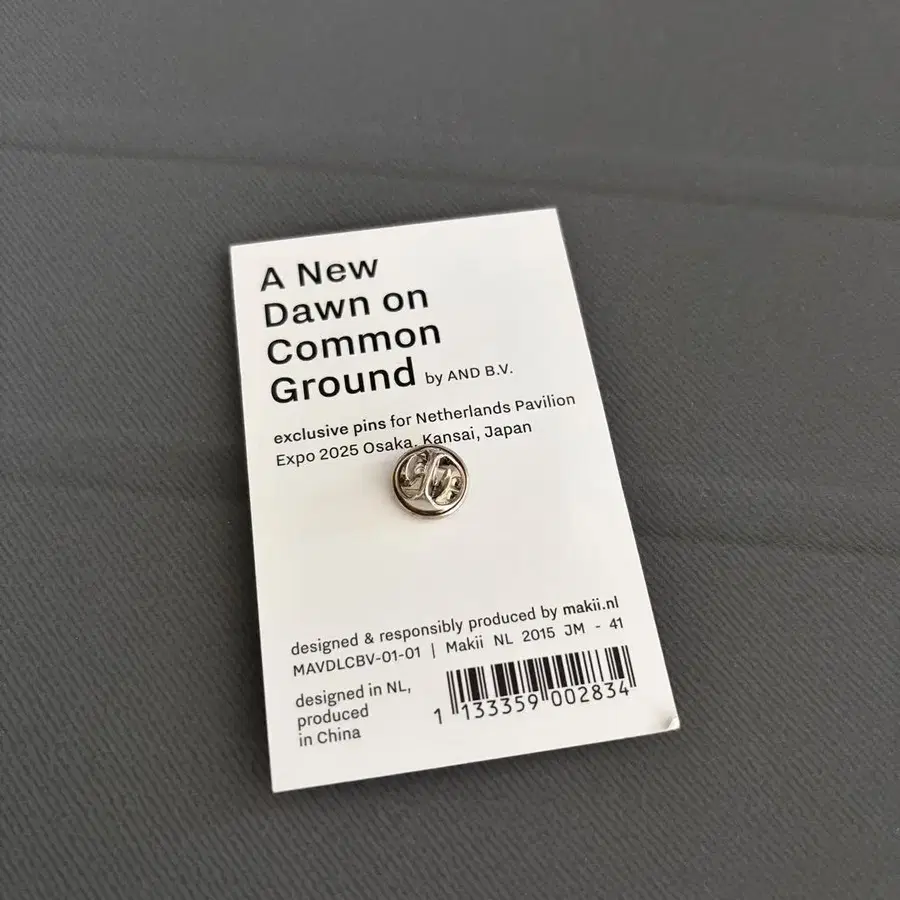 A New
Dawn on
Common
Ground by AND B.V.
exclusive pins for Netherlands Pavilion
Expo 2025 Osaka, Kansai, Japan
designed & responsibly produced by makii.nl
MAVDLCBV-01-01 | Makii NL 2015 JM - 41
designed in NL,
produced
in China
1 133359 002834